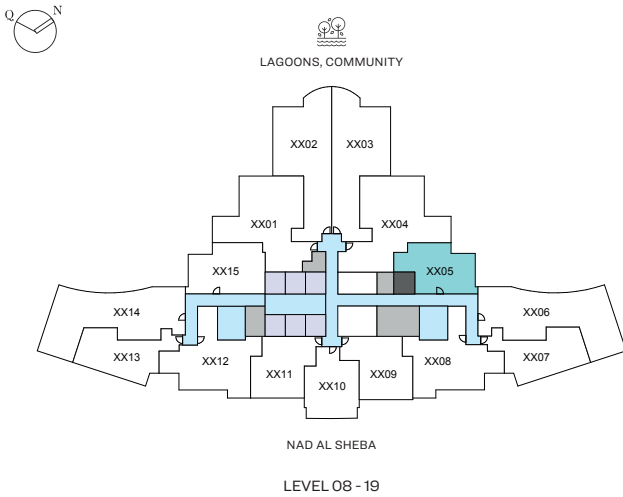 Q N
LAGOONS, COMMUNITY
XX02 XX03
XX01 XX04
XX15 XX05
XX14 XX06
XX13 XX12 XX11 XX10 XX09 XX08 XX07
NAD AL SHEBA
LEVEL 08 - 19